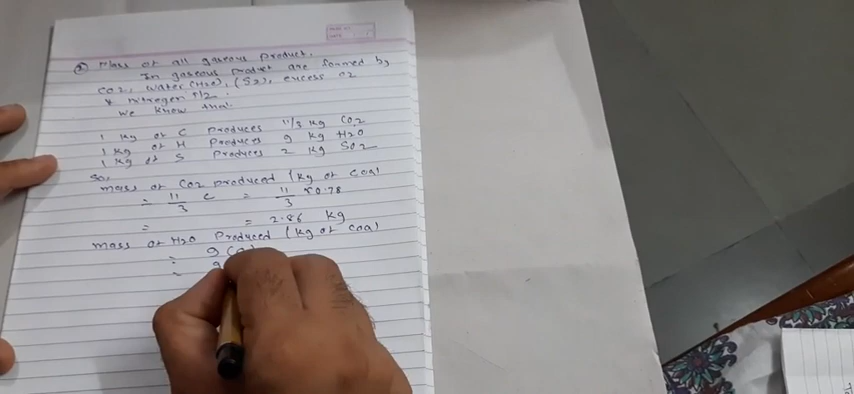 ② Mass of all gaseous Product.
In gaseous Product are formed by
CO2, water (H2O), (S2), excess O2
& nitrogen
We know that.
1 kg of C Produces 11/3 kg CO2
1 kg of H Produces 9 kg H2O
1 kg of S Produces 2 kg SO2
So,
mass of CO2 produced / kg of coal
= 11/3 C = 11/3 × 0.78
= = 2.86 kg
mass of H2O Produced / kg of coal
= 9
= 9